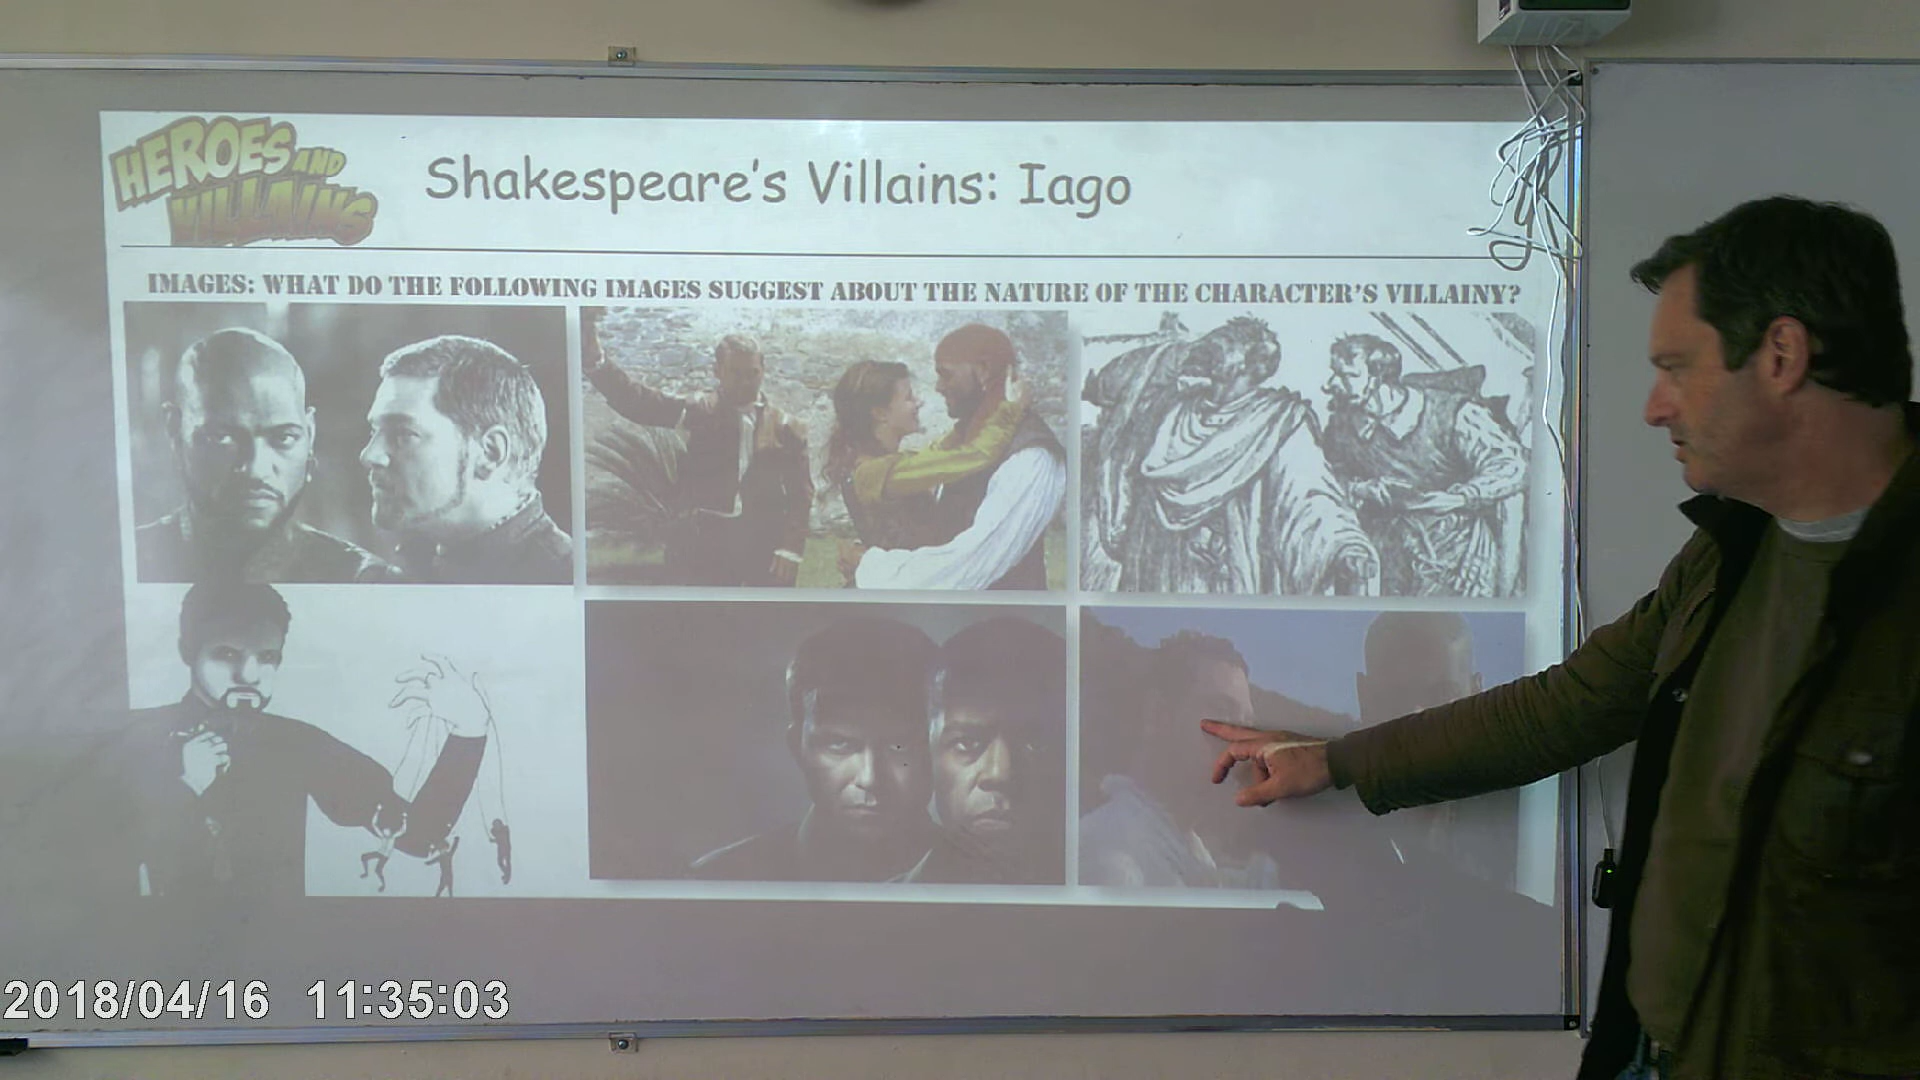 HEROES AND
VILLAINS
Shakespeare's Villains: Iago
IMAGES: WHAT DO THE FOLLOWING IMAGES SUGGEST ABOUT THE NATURE OF THE CHARACTER'S VILLAINY?
2018/04/16 11:35:03